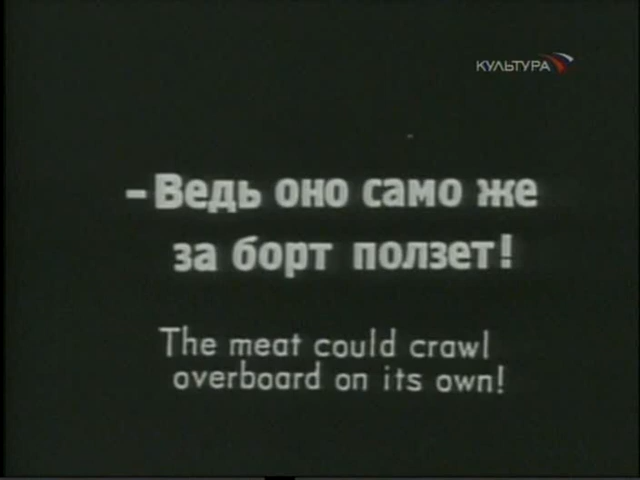 КУЛЬТУРА
-Ведь оно само же
за борт ползет!
The meat could crawl
overboard on its own!